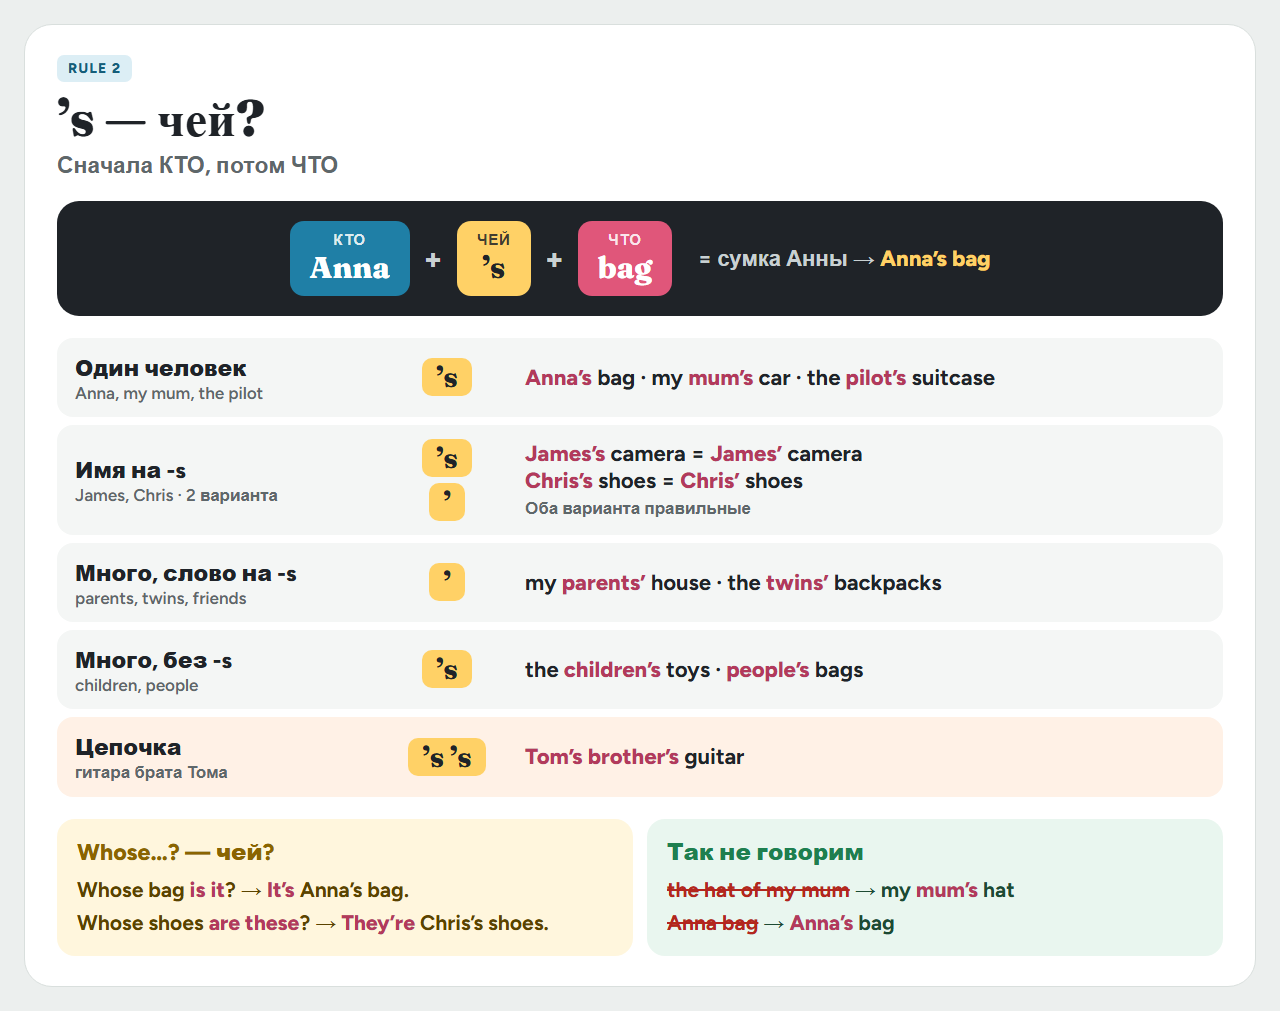 RULE 2
’s — чей?
Сначала КТО, потом ЧТО
КТО
Anna
+
ЧЕЙ
’s
+
ЧТО
bag
= сумка Анны → Anna’s bag
Один человек
Anna, my mum, the pilot
’s
Anna’s bag · my mum’s car · the pilot’s suitcase
Имя на -s
James, Chris · 2 варианта
’s
’
James’s camera = James’ camera
Chris’s shoes = Chris’ shoes
Оба варианта правильные
Много, слово на -s
parents, twins, friends
’
my parents’ house · the twins’ backpacks
Много, без -s
children, people
’s
the children’s toys · people’s bags
Цепочка
гитара брата Тома
’s ’s
Tom’s brother’s guitar
Whose...? — чей?
Whose bag is it? → It’s Anna’s bag.
Whose shoes are these? → They’re Chris’s shoes.
Так не говорим
the hat of my mum → my mum’s hat
Anna bag → Anna’s bag